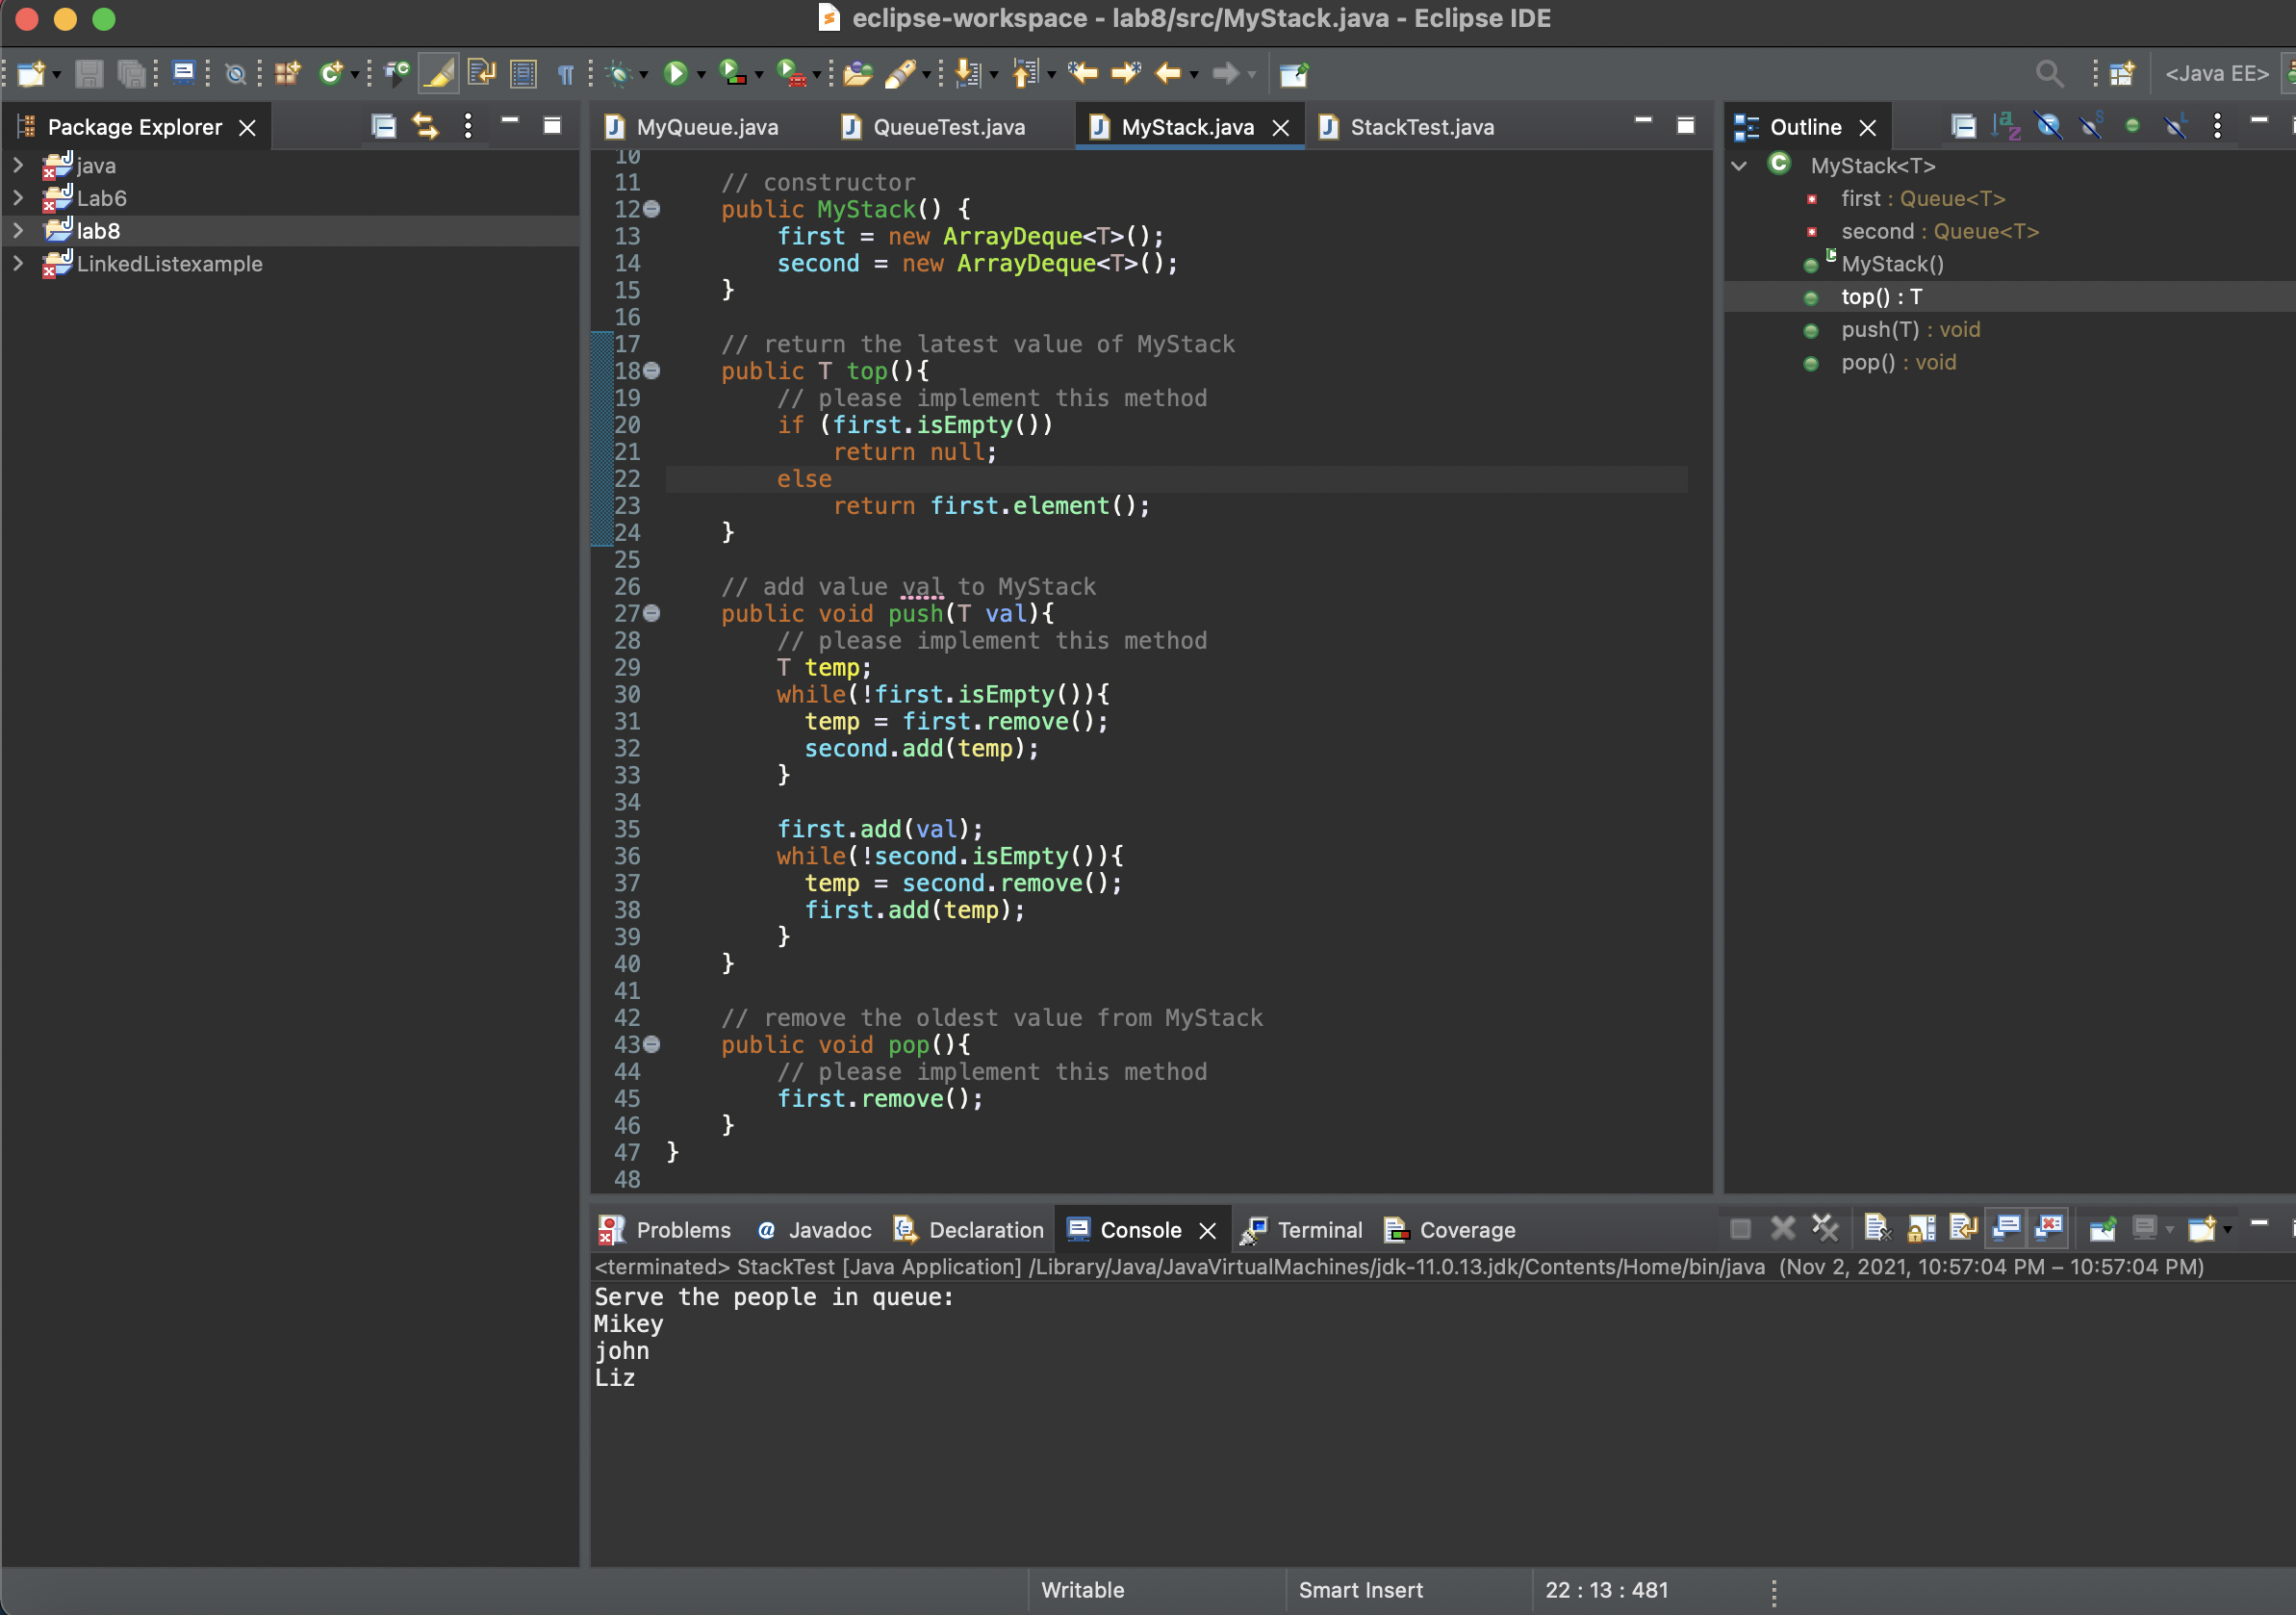 eclipse-workspace - lab8/src/MyStack.java - Eclipse IDE
<Java EE>
Package Explorer
java
Lab6
lab8
LinkedListexample
MyQueue.java QueueTest.java MyStack.java StackTest.java
10
11 // constructor
12 public MyStack() {
13 first = new ArrayDeque<T>();
14 second = new ArrayDeque<T>();
15 }
16
17 // return the latest value of MyStack
18 public T top(){
19 // please implement this method
20 if (first.isEmpty())
21 return null;
22 else
23 return first.element();
24 }
25
26 // add value val to MyStack
27 public void push(T val){
28 // please implement this method
29 T temp;
30 while(!first.isEmpty()){
31 temp = first.remove();
32 second.add(temp);
33 }
34
35 first.add(val);
36 while(!second.isEmpty()){
37 temp = second.remove();
38 first.add(temp);
39 }
40 }
41
42 // remove the oldest value from MyStack
43 public void pop(){
44 // please implement this method
45 first.remove();
46 }
47 }
48
Outline
MyStack<T>
first : Queue<T>
second : Queue<T>
MyStack()
top() : T
push(T) : void
pop() : void
Problems @ Javadoc Declaration Console Terminal Coverage
<terminated> StackTest [Java Application] /Library/Java/JavaVirtualMachines/jdk-11.0.13.jdk/Contents/Home/bin/java (Nov 2, 2021, 10:57:04 PM – 10:57:04 PM)
Serve the people in queue:
Mikey
john
Liz
Writable Smart Insert 22 : 13 : 481